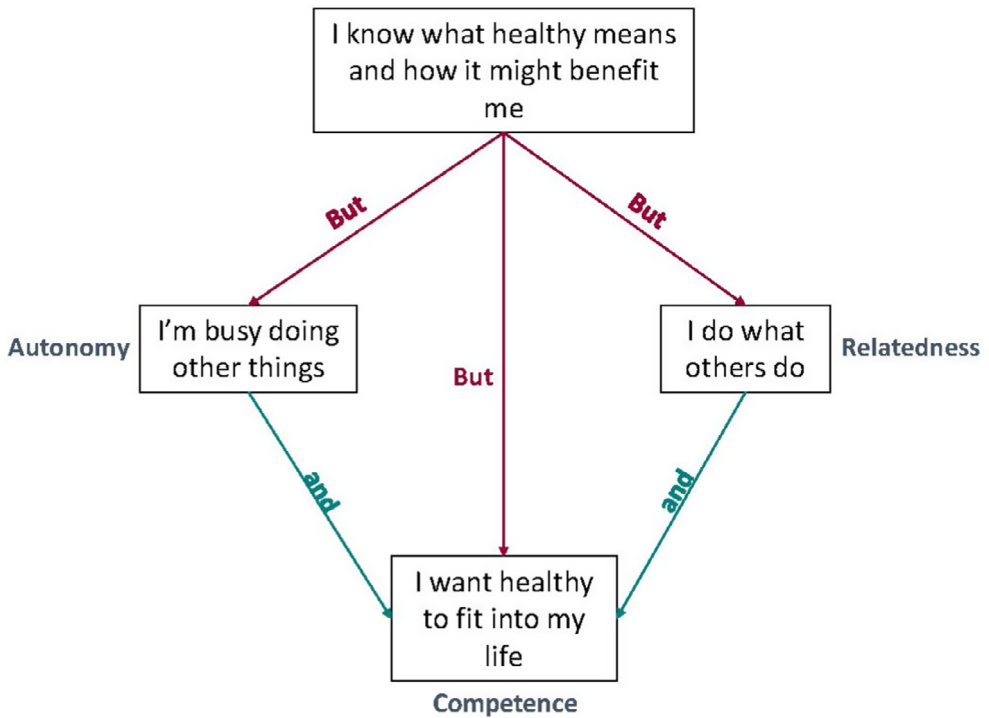 I know what healthy means
and how it might benefit
me
But
But
Autonomy
I'm busy doing
other things
But
I do what
others do
Relatedness
and
and
I want healthy
to fit into my
life
Competence